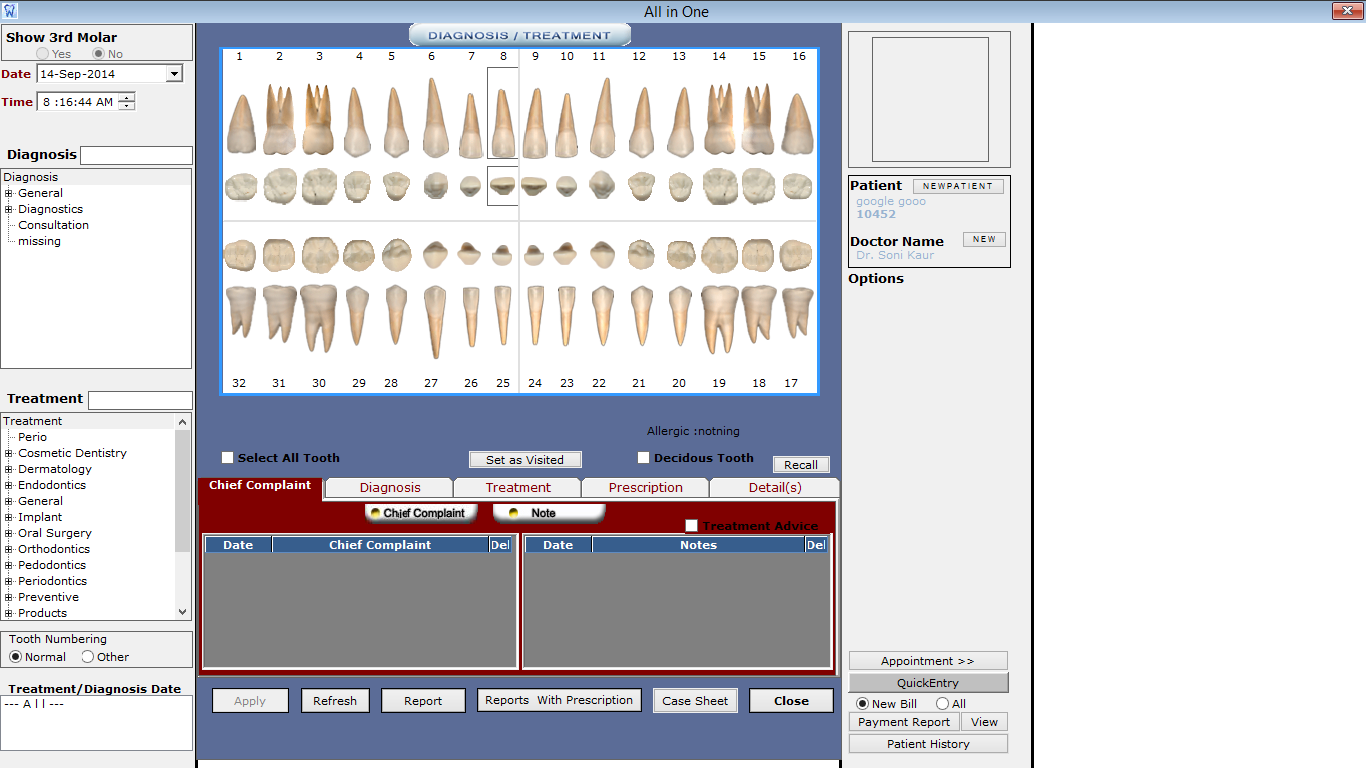 All in One
Show 3rd Molar
Yes No
Date 14-Sep-2014
Time 8 :16:44 AM
Diagnosis
Diagnosis
General
Diagnostics
Consultation
missing
Treatment
Treatment
Perio
Cosmetic Dentistry
Dermatology
Endodontics
General
Implant
Oral Surgery
Orthodontics
Pedodontics
Periodontics
Preventive
Products
Tooth Numbering
Normal Other
Treatment/Diagnosis Date
--- A l l ---
DIAGNOSIS / TREATMENT
1 2 3 4 5 6 7 8 9 10 11 12 13 14 15 16
32 31 30 29 28 27 26 25 24 23 22 21 20 19 18 17
Allergic :notning
Select All Tooth Set as Visited Decidous Tooth Recall
Chief Complaint Diagnosis Treatment Prescription Detail(s)
Chief Complaint Note
Treatment Advice
Date Chief Complaint Del Date Notes Del
Apply Refresh Report Reports With Prescription Case Sheet Close
Patient NEWPATIENT
google gooo
10452
Doctor Name NEW
Dr. Soni Kaur
Options
Appointment >>
QuickEntry
New Bill All
Payment Report View
Patient History